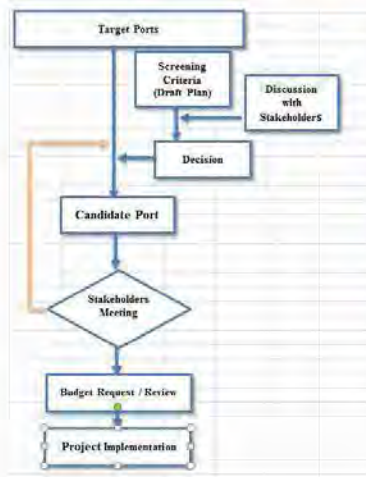 Target Ports
Screening
Criteria
(Draft Plan)
Discussion
with
Stakeholders
Decision
Candidate Port
Stakeholders
Meeting
Budget Request / Review
Project Implementation